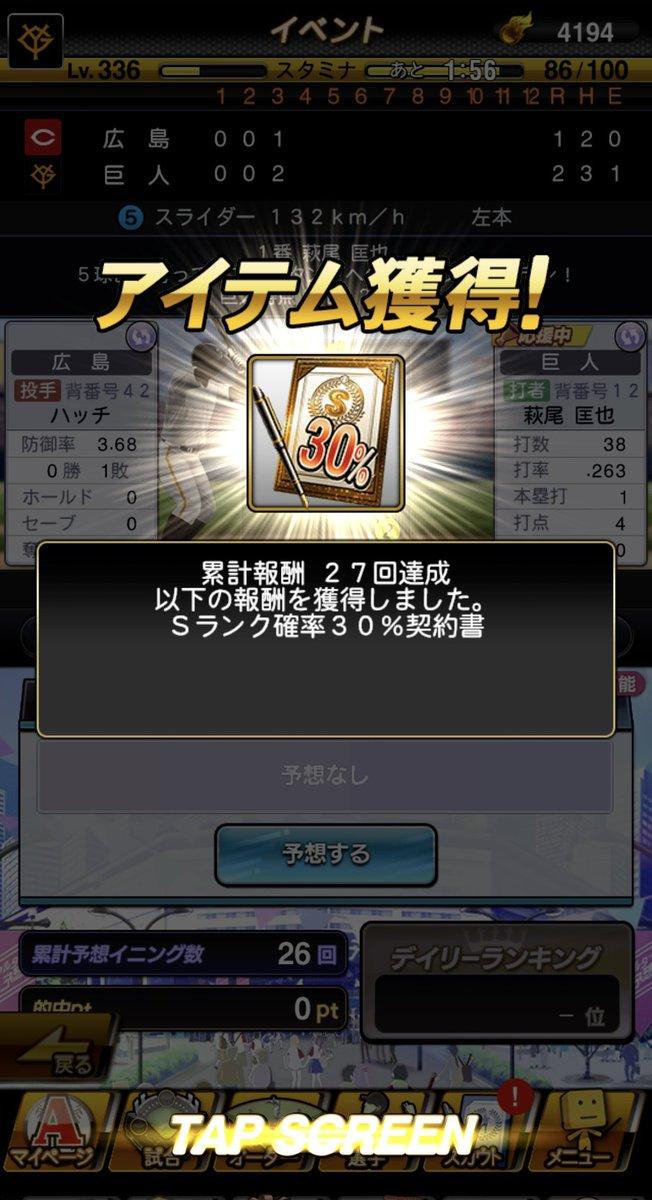 イベント
4194
Lv.336
スタミナ
あと 1:56
86/100
1 2 3 4 5 6 7 8 9 10 11 12 R H E
広島 0 0 1 1 2 0
巨人 0 0 2 2 3 1
5 スライダー 132km/h 左本
1番 萩尾 匡也
アイテム獲得!
応援中
広島
投手 背番号42
ハッチ
防御率 3.68
0勝 1敗
ホールド 0
セーブ 0
巨人
打者 背番号12
萩尾 匡也
打数 38
打率 .263
本塁打 1
打点 4
0
S
30%
累計報酬 27回達成
以下の報酬を獲得しました。
Sランク確率30%契約書
能
予想なし
予想する
累計予想イニング数 26回
的中pt 0pt
デイリーランキング
－位
戻る
TAP SCREEN
マイページ
試合
オーダー
選手
スカウト
!
メニュー